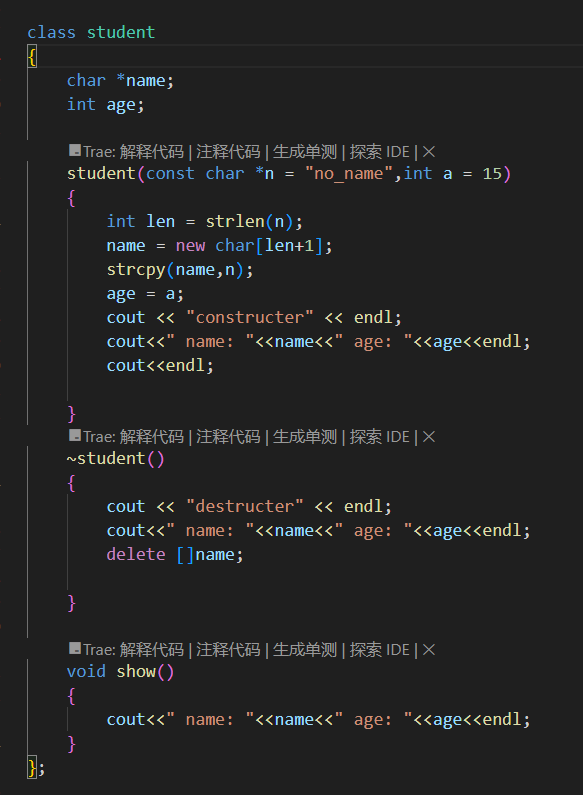 class student
{
char *name;
int age;
Trae: 解释代码 | 注释代码 | 生成单测 | 探索 IDE | ×
student(const char *n = "no_name",int a = 15)
{
int len = strlen(n);
name = new char[len+1];
strcpy(name,n);
age = a;
cout << "constructer" << endl;
cout<<" name: "<<name<<" age: "<<age<<endl;
cout<<endl;
}
Trae: 解释代码 | 注释代码 | 生成单测 | 探索 IDE | ×
~student()
{
cout << "destructer" << endl;
cout<<" name: "<<name<<" age: "<<age<<endl;
delete []name;
}
Trae: 解释代码 | 注释代码 | 生成单测 | 探索 IDE | ×
void show()
{
cout<<" name: "<<name<<" age: "<<age<<endl;
}
};